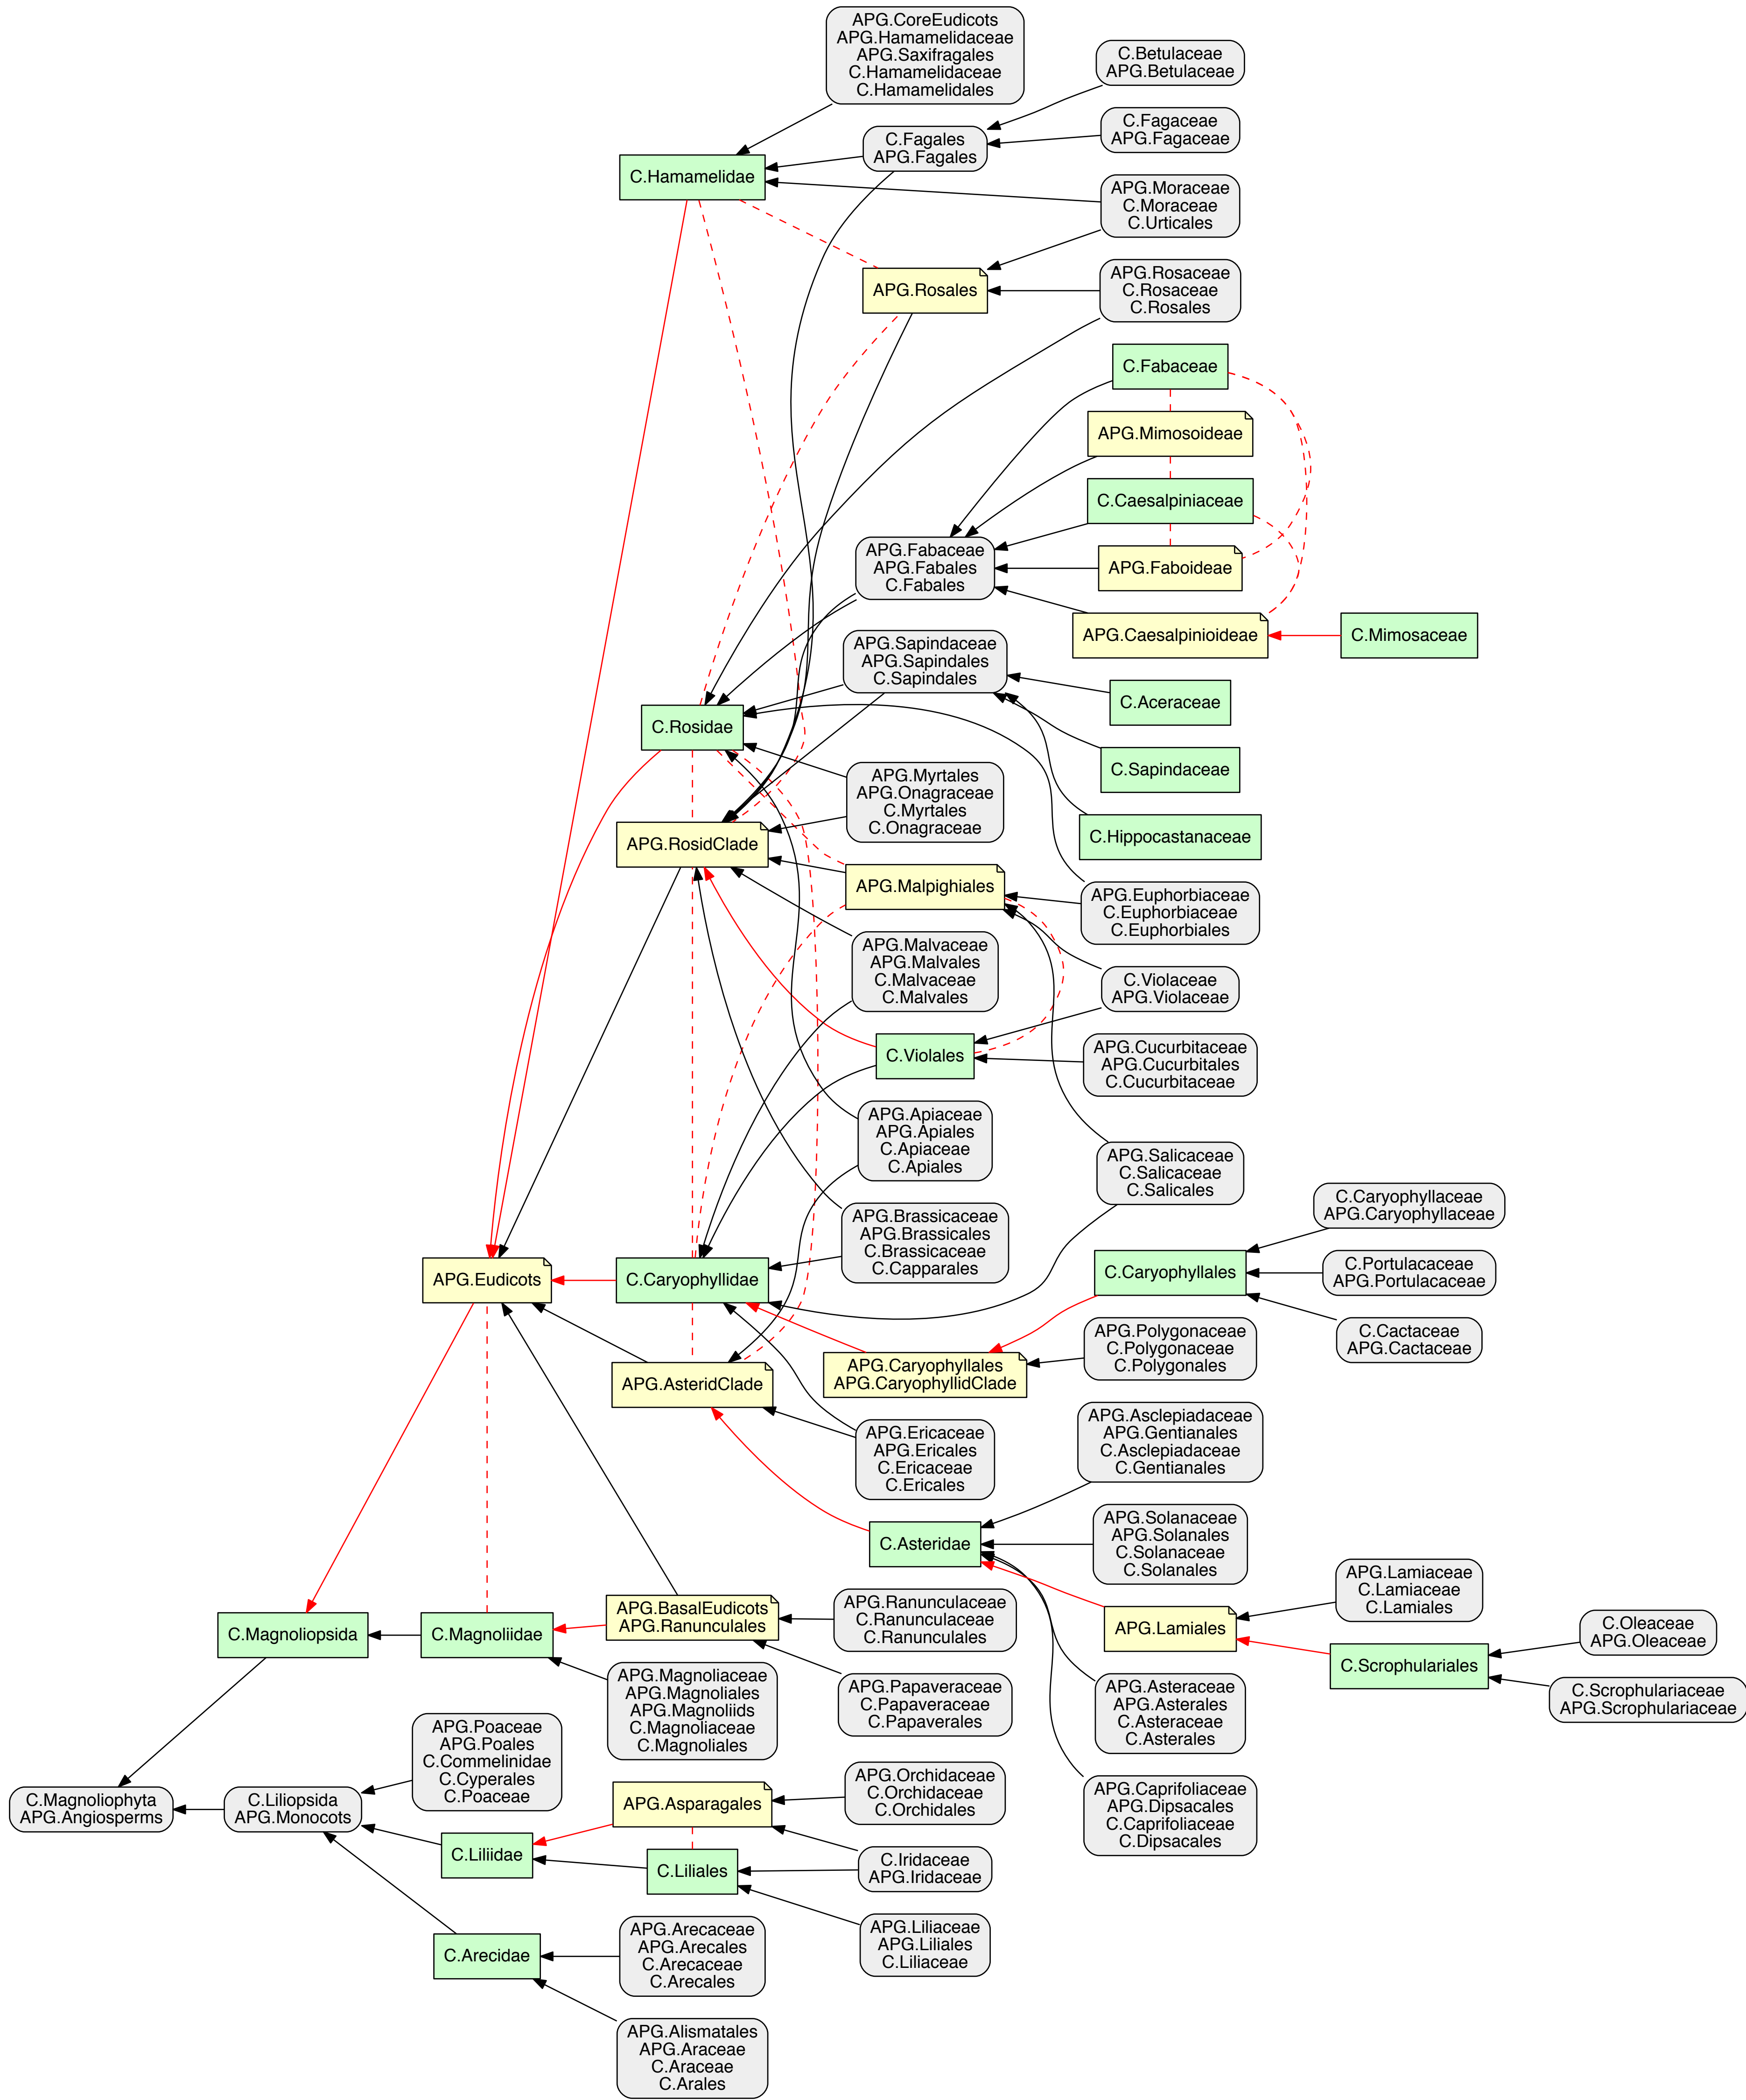 APG.CoreEudicots
APG.Hamamelidaceae
APG.Saxifragales
C.Hamamelidaceae
C.Hamamelidales
C.Betulaceae
APG.Betulaceae
C.Fagaceae
APG.Fagaceae
C.Fagales
APG.Fagales
C.Hamamelidae
APG.Moraceae
C.Moraceae
C.Urticales
APG.Rosales
APG.Rosaceae
C.Rosaceae
C.Rosales
C.Fabaceae
APG.Mimosoideae
C.Caesalpiniaceae
APG.Fabaceae
APG.Fabales
C.Fabales
APG.Faboideae
APG.Caesalpinioideae
C.Mimosaceae
APG.Sapindaceae
APG.Sapindales
C.Sapindales
C.Aceraceae
C.Rosidae
C.Sapindaceae
APG.Myrtales
APG.Onagraceae
C.Myrtales
C.Onagraceae
C.Hippocastanaceae
APG.RosidClade
APG.Malpighiales
APG.Euphorbiaceae
C.Euphorbiaceae
C.Euphorbiales
APG.Malvaceae
APG.Malvales
C.Malvaceae
C.Malvales
C.Violaceae
APG.Violaceae
C.Violales
APG.Cucurbitaceae
APG.Cucurbitales
C.Cucurbitaceae
APG.Apiaceae
APG.Apiales
C.Apiaceae
C.Apiales
APG.Salicaceae
C.Salicaceae
C.Salicales
C.Caryophyllaceae
APG.Caryophyllaceae
APG.Brassicaceae
APG.Brassicales
C.Brassicaceae
C.Capparales
APG.Eudicots
C.Caryophyllidae
C.Caryophyllales
C.Portulacaceae
APG.Portulacaceae
C.Cactaceae
APG.Cactaceae
APG.Polygonaceae
C.Polygonaceae
C.Polygonales
APG.AsteridClade
APG.Caryophyllales
APG.CaryophyllidClade
APG.Asclepiadaceae
APG.Gentianales
C.Asclepiadaceae
C.Gentianales
APG.Ericaceae
APG.Ericales
C.Ericaceae
C.Ericales
C.Asteridae
APG.Solanaceae
APG.Solanales
C.Solanaceae
C.Solanales
APG.Lamiaceae
C.Lamiaceae
C.Lamiales
APG.BasalEudicots
APG.Ranunculales
APG.Ranunculaceae
C.Ranunculaceae
C.Ranunculales
C.Magnoliopsida
C.Magnoliidae
APG.Lamiales
C.Oleaceae
APG.Oleaceae
C.Scrophulariales
APG.Magnoliaceae
APG.Magnoliales
APG.Magnoliids
C.Magnoliaceae
C.Magnoliales
APG.Papaveraceae
C.Papaveraceae
C.Papaverales
APG.Asteraceae
APG.Asterales
C.Asteraceae
C.Asterales
C.Scrophulariaceae
APG.Scrophulariaceae
APG.Poaceae
APG.Poales
C.Commelinidae
C.Cyperales
C.Poaceae
C.Magnoliophyta
APG.Angiosperms
C.Liliopsida
APG.Monocots
APG.Asparagales
APG.Orchidaceae
C.Orchidaceae
C.Orchidales
APG.Caprifoliaceae
APG.Dipsacales
C.Caprifoliaceae
C.Dipsacales
C.Liliidae
C.Liliales
C.Iridaceae
APG.Iridaceae
APG.Liliaceae
APG.Liliales
C.Liliaceae
C.Arecidae
APG.Arecaceae
APG.Arecales
C.Arecaceae
C.Arecales
APG.Alismatales
APG.Araceae
C.Araceae
C.Arales